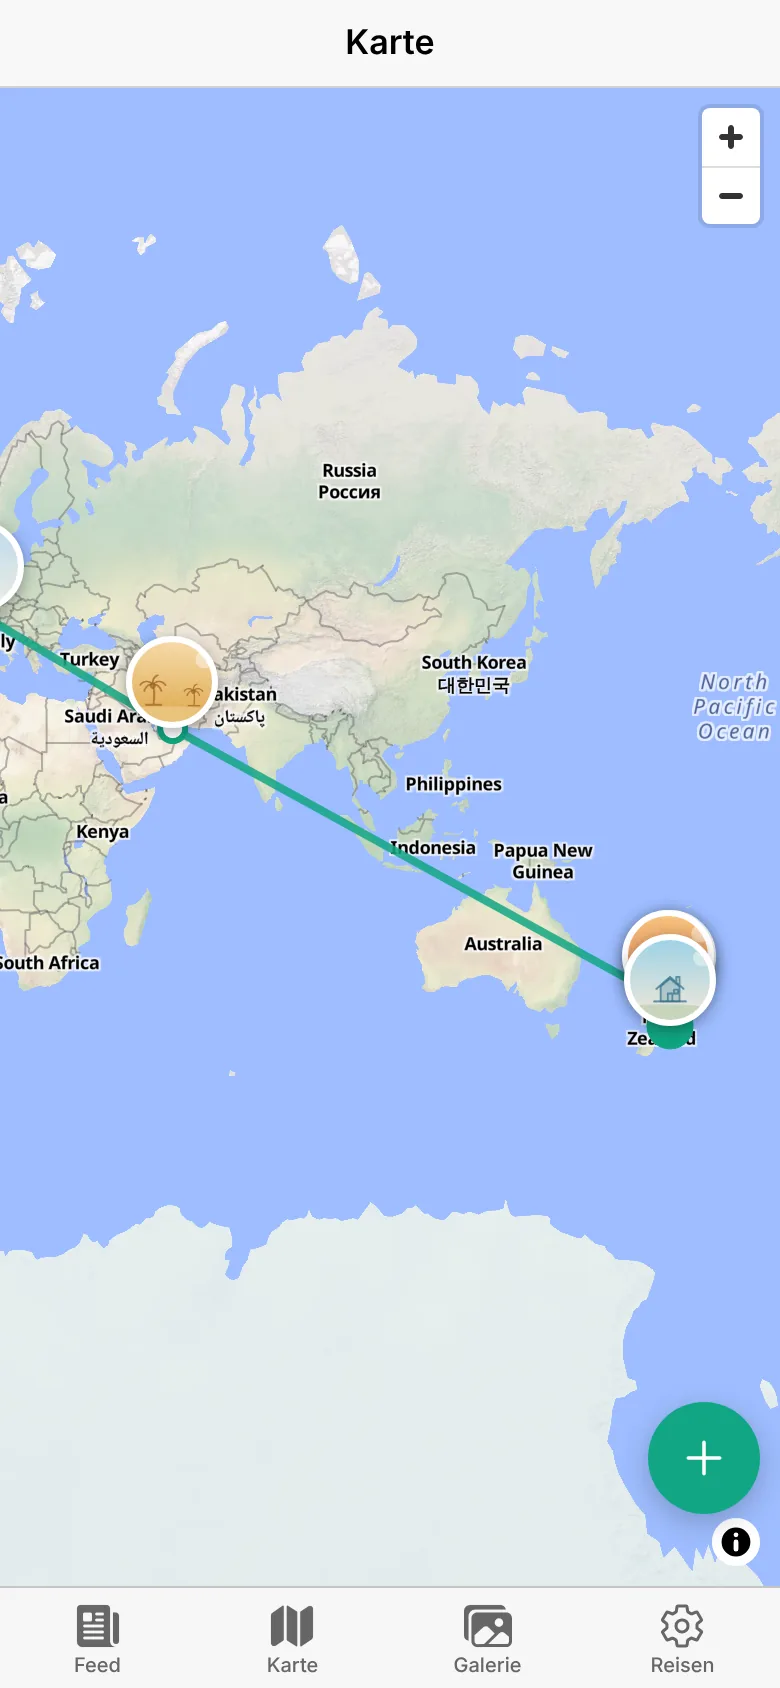 Karte
Russia
Россия
ly
Turkey
South Korea
대한민국
North
Pacific
Ocean
akistan
پاکستان
Saudi Ara
السعودية
Philippines
a
Kenya
Indonesia
Papua New
Guinea
Australia
South Africa
Zea d
Feed
Karte
Galerie
Reisen